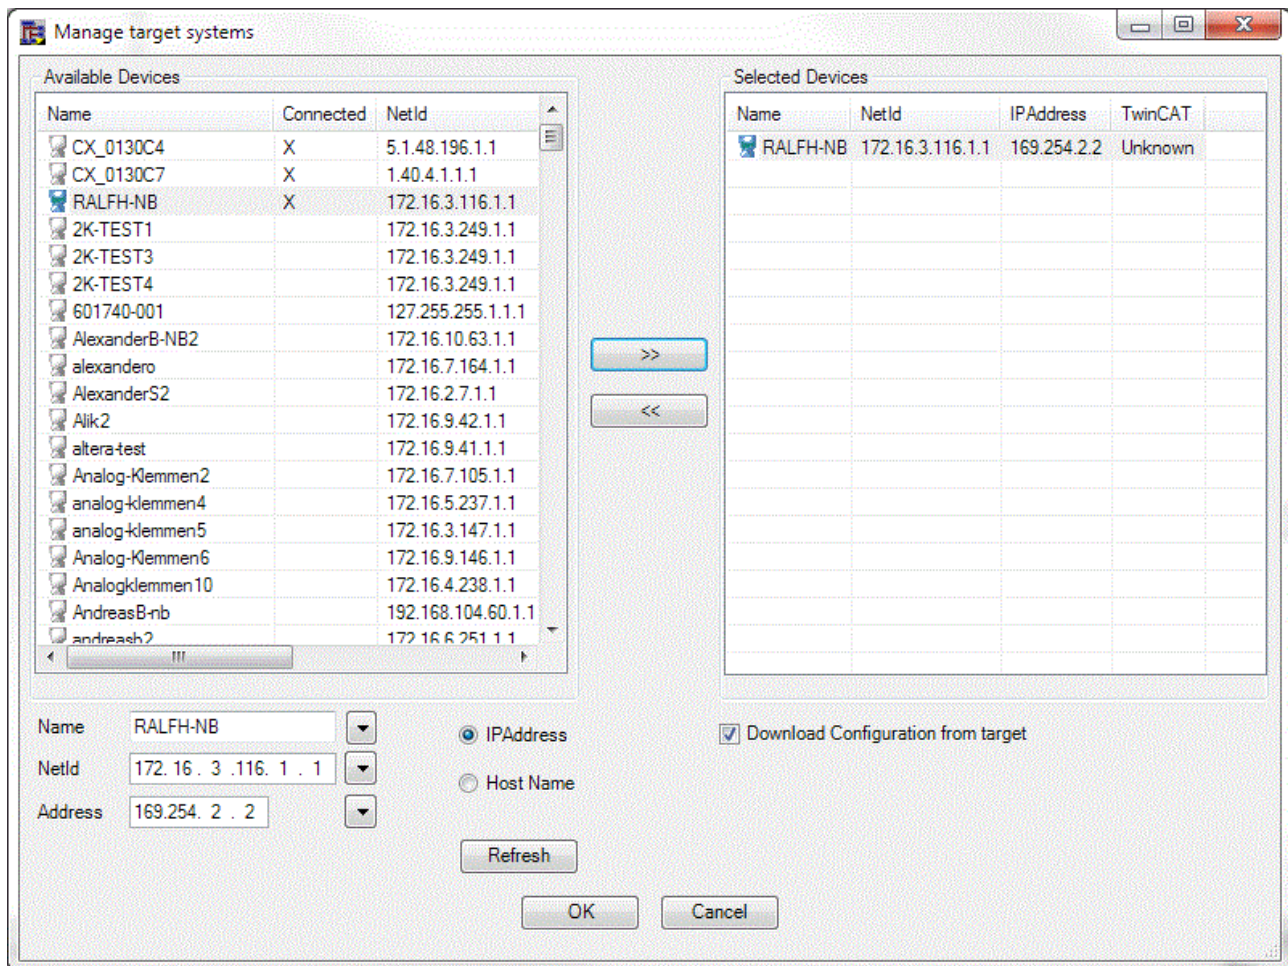 Manage target systems
Available Devices
Name Connected NetId
CX_0130C4 X 5.1.48.196.1.1
CX_0130C7 X 1.40.4.1.1.1
RALFH-NB X 172.16.3.116.1.1
2K-TEST1 172.16.3.249.1.1
2K-TEST3 172.16.3.249.1.1
2K-TEST4 172.16.3.249.1.1
601740-001 127.255.255.1.1.1
AlexanderB-NB2 172.16.10.63.1.1
alexandero 172.16.7.164.1.1
AlexanderS2 172.16.2.7.1.1
Alik2 172.16.9.42.1.1
altera-test 172.16.9.41.1.1
Analog-Klemmen2 172.16.7.105.1.1
analog-klemmen4 172.16.5.237.1.1
analog-klemmen5 172.16.3.147.1.1
Analog-Klemmen6 172.16.9.146.1.1
Analogklemmen10 172.16.4.238.1.1
AndreasB-nb 192.168.104.60.1.1
andreasb2 172.16.6.251.1.1
>>
<<
Selected Devices
Name NetId IPAddress TwinCAT
RALFH-NB 172.16.3.116.1.1 169.254.2.2 Unknown
Name RALFH-NB
NetId 172. 16 . 3 .116. 1 . 1
Address 169.254. 2 . 2
IPAddress
Host Name
Refresh
Download Configuration from target
OK Cancel